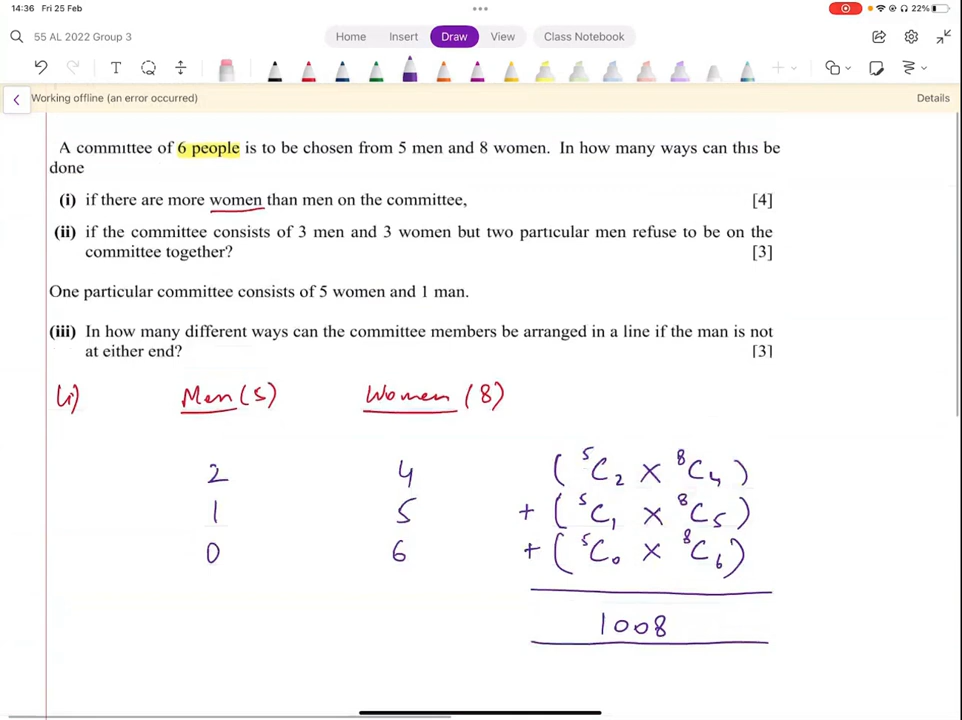 14:36 Fri 25 Feb
22%
55 AL 2022 Group 3
Home Insert Draw View Class Notebook
Working offline (an error occurred) Details
A committee of 6 people is to be chosen from 5 men and 8 women. In how many ways can this be
done
(i) if there are more women than men on the committee, [4]
(ii) if the committee consists of 3 men and 3 women but two particular men refuse to be on the
committee together? [3]
One particular committee consists of 5 women and 1 man.
(iii) In how many different ways can the committee members be arranged in a line if the man is not
at either end? [3]
(i) Men (5) Women (8)
2 4 (⁵C₂ × ⁸C₄)
1 5 + (⁵C₁ × ⁸C₅)
0 6 + (⁵C₀ × ⁸C₆)
1008